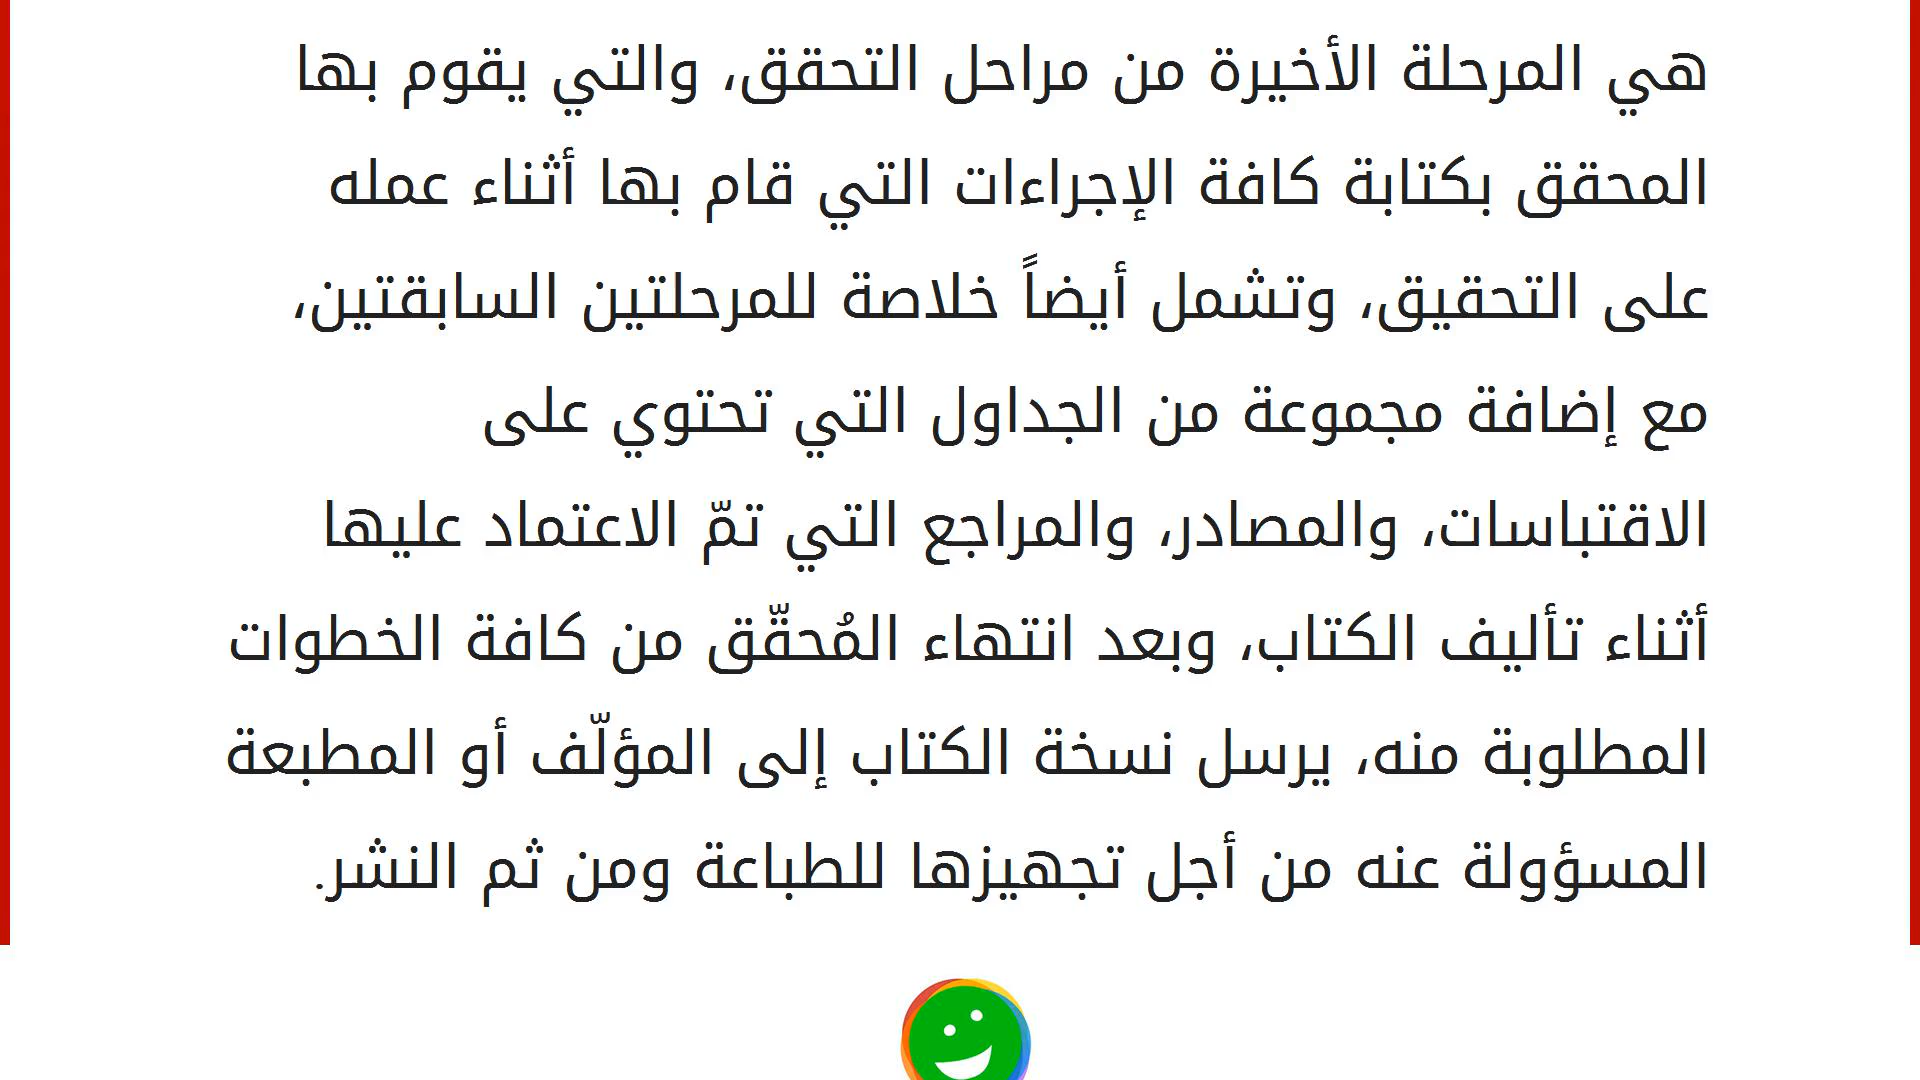 هي المرحلة الأخيرة من مراحل التحقق، والتي يقوم بها
المحقق بكتابة كافة الإجراءات التي قام بها أثناء عمله
على التحقيق، وتشمل أيضاً خلاصة للمرحلتين السابقتين،
مع إضافة مجموعة من الجداول التي تحتوي على
الاقتباسات، والمصادر، والمراجع التي تمّ الاعتماد عليها
أثناء تأليف الكتاب، وبعد انتهاء المُحقّق من كافة الخطوات
المطلوبة منه، يرسل نسخة الكتاب إلى المؤلّف أو المطبعة
المسؤولة عنه من أجل تجهيزها للطباعة ومن ثم النشر.